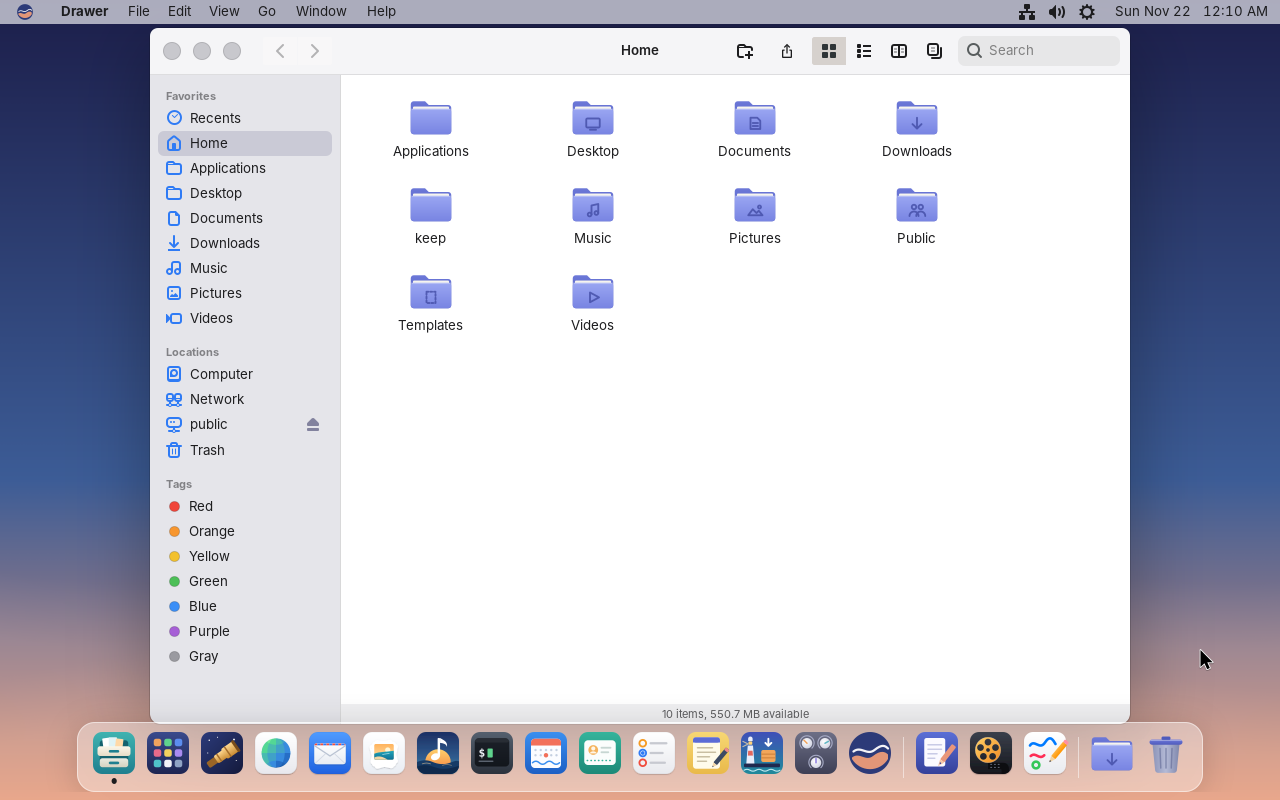 Drawer File Edit View Go Window Help Sun Nov 22 12:10 AM
Home
Search
Favorites
Recents
Home
Applications
Desktop
Documents
Downloads
Music
Pictures
Videos
Locations
Computer
Network
public
Trash
Tags
Red
Orange
Yellow
Green
Blue
Purple
Gray
Applications Desktop Documents Downloads
keep Music Pictures Public
Templates Videos
10 items, 550.7 MB available
$